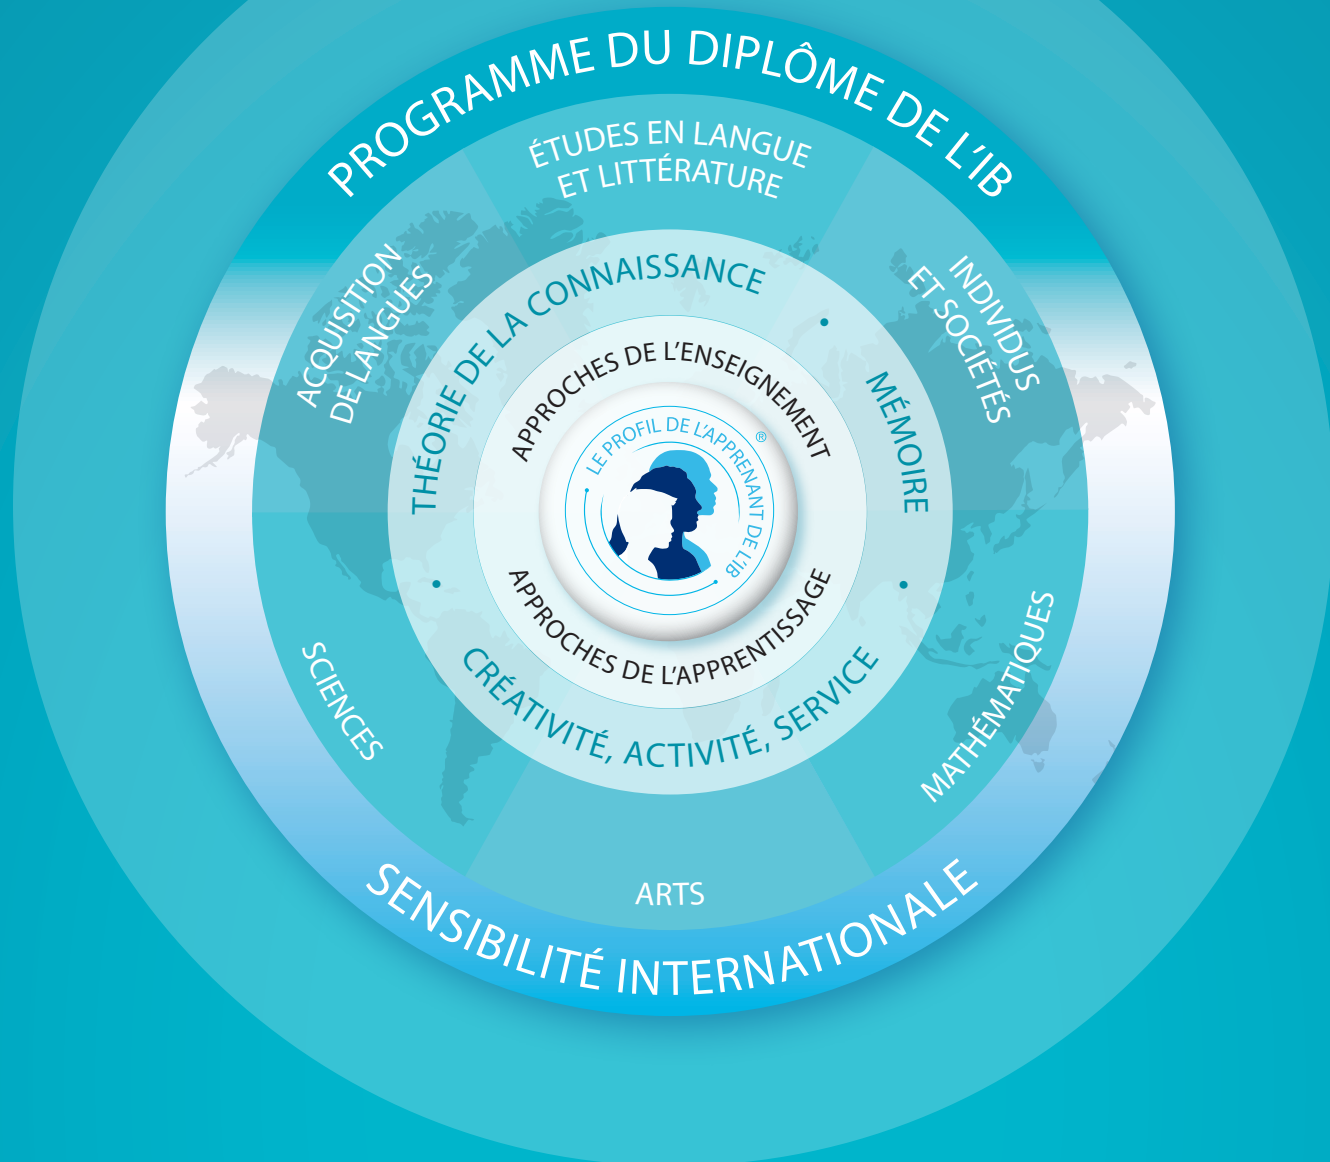 PROGRAMME DU DIPLÔME DE L’IB
ÉTUDES EN LANGUE
ET LITTÉRATURE
ACQUISITION
DE LANGUES
INDIVIDUS
ET SOCIÉTÉS
THÉORIE DE LA CONNAISSANCE
•
MÉMOIRE
APPROCHES DE L’ENSEIGNEMENT
LE PROFIL DE L’APPRENANT DE L’IB
®
APPROCHES DE L’APPRENTISSAGE
•
•
CRÉATIVITÉ, ACTIVITÉ, SERVICE
SCIENCES
MATHÉMATIQUES
ARTS
SENSIBILITÉ INTERNATIONALE